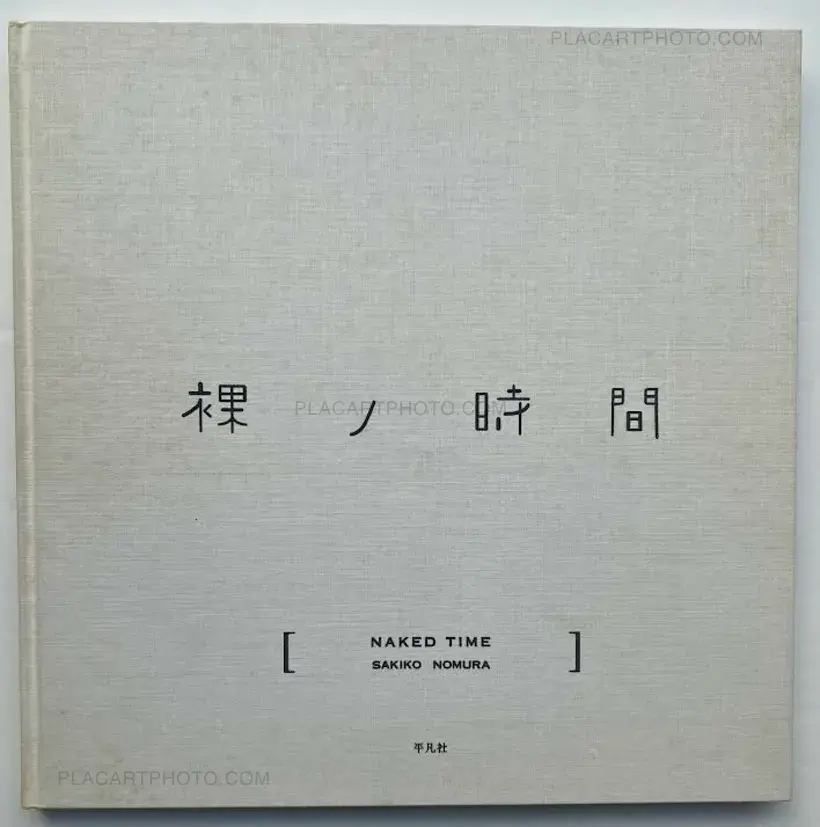 PLACARTPHOTO.COM
裸ノ時間
PLACARTPHOTO.COM
[ NAKED TIME
SAKIKO NOMURA ]
平凡社
PLACARTPHOTO.COM